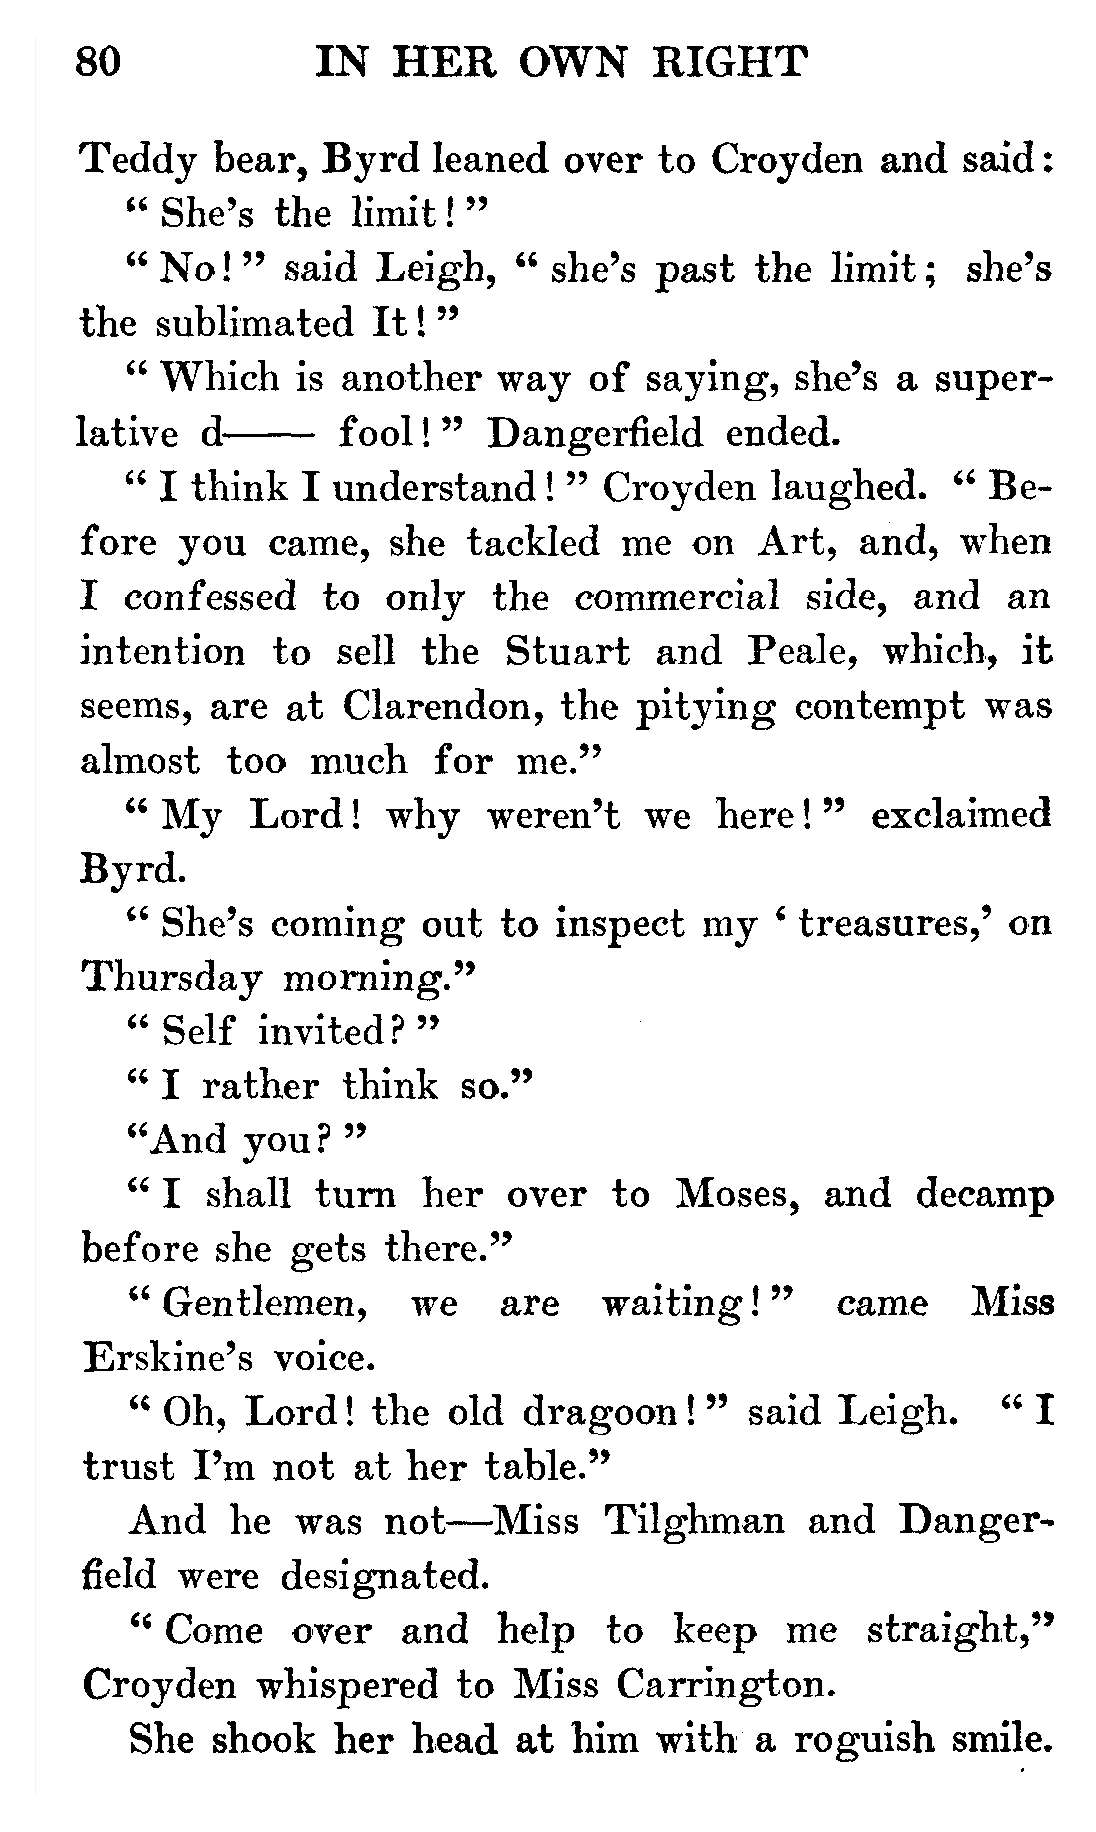 80 IN HER OWN RIGHT
Teddy bear, Byrd leaned over to Croyden and said:
“ She’s the limit! ”
“ No! ” said Leigh, “ she’s past the limit; she’s
the sublimated It! ”
“ Which is another way of saying, she’s a super-
lative d—— fool! ” Dangerfield ended.
“ I think I understand! ” Croyden laughed. “ Be-
fore you came, she tackled me on Art, and, when
I confessed to only the commercial side, and an
intention to sell the Stuart and Peale, which, it
seems, are at Clarendon, the pitying contempt was
almost too much for me.”
“ My Lord! why weren’t we here! ” exclaimed
Byrd.
“ She’s coming out to inspect my ‘ treasures,’ on
Thursday morning.”
“ Self invited? ”
“ I rather think so.”
“And you? ”
“ I shall turn her over to Moses, and decamp
before she gets there.”
“ Gentlemen, we are waiting! ” came Miss
Erskine’s voice.
“ Oh, Lord! the old dragoon! ” said Leigh. “ I
trust I’m not at her table.”
And he was not—Miss Tilghman and Danger-
field were designated.
“ Come over and help to keep me straight,”
Croyden whispered to Miss Carrington.
She shook her head at him with a roguish smile.